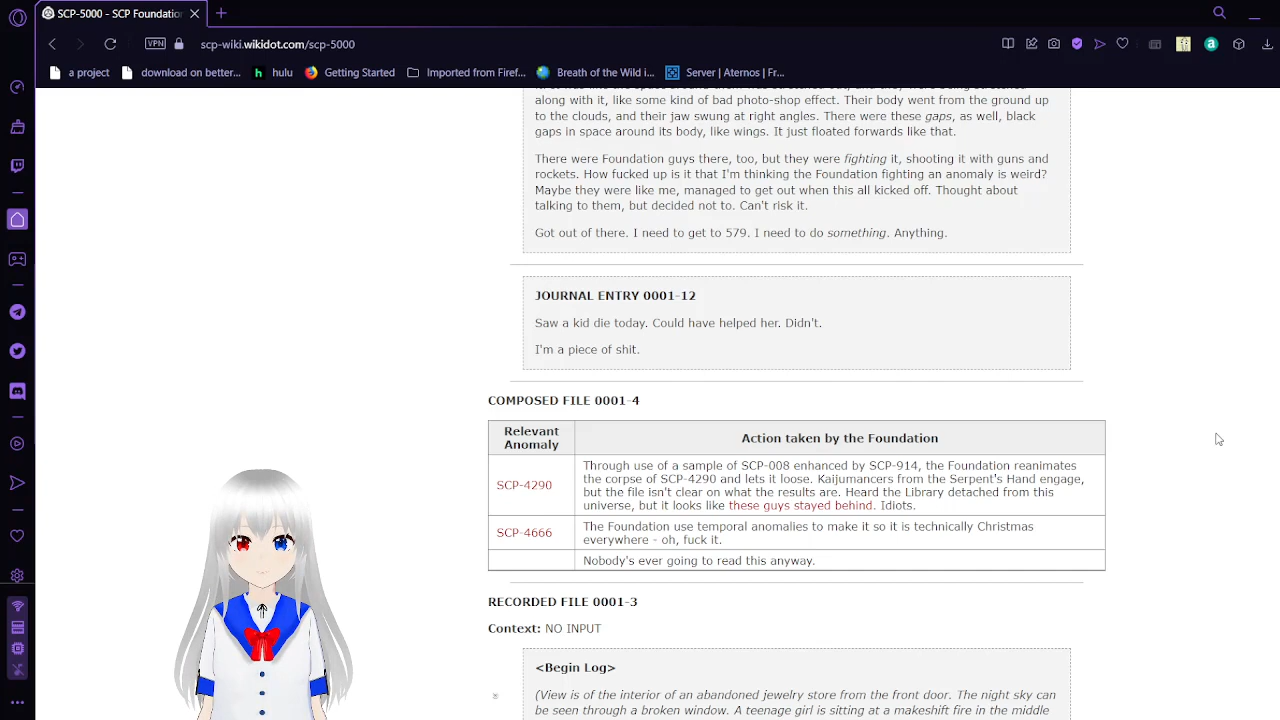 SCP-5000 - SCP Foundation
scp-wiki.wikidot.com/scp-5000
VPN
a project
download on better...
hulu
Getting Started
Imported from Firef...
Breath of the Wild i...
Server | Aternos | Fr...
along with it, like some kind of bad photo-shop effect. Their body went from the ground up
to the clouds, and their jaw swung at right angles. There were these gaps, as well, black
gaps in space around its body, like wings. It just floated forwards like that.
There were Foundation guys there, too, but they were fighting it, shooting it with guns and
rockets. How fucked up is it that I'm thinking the Foundation fighting an anomaly is weird?
Maybe they were like me, managed to get out when this all kicked off. Thought about
talking to them, but decided not to. Can't risk it.
Got out of there. I need to get to 579. I need to do something. Anything.
JOURNAL ENTRY 0001-12
Saw a kid die today. Could have helped her. Didn't.
I'm a piece of shit.
COMPOSED FILE 0001-4
Relevant
Anomaly
Action taken by the Foundation
SCP-4290
Through use of a sample of SCP-008 enhanced by SCP-914, the Foundation reanimates
the corpse of SCP-4290 and lets it loose. Kaijumancers from the Serpent's Hand engage,
but the file isn't clear on what the results are. Heard the Library detached from this
universe, but it looks like these guys stayed behind. Idiots.
SCP-4666
The Foundation use temporal anomalies to make it so it is technically Christmas
everywhere - oh, fuck it.
Nobody's ever going to read this anyway.
RECORDED FILE 0001-3
Context: NO INPUT
<Begin Log>
(View is of the interior of an abandoned jewelry store from the front door. The night sky can
be seen through a broken window. A teenage girl is sitting at a makeshift fire in the middle